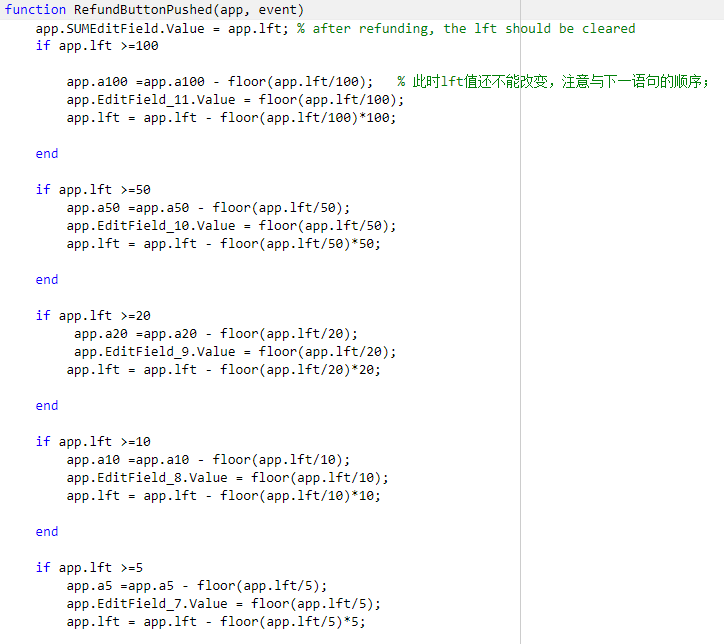 function RefundButtonPushed(app, event)
app.SUMEditField.Value = app.lft; % after refunding, the lft should be cleared
if app.lft >=100
app.a100 =app.a100 - floor(app.lft/100);   % 此时lft值还不能改变，注意与下一语句的顺序；
app.EditField_11.Value = floor(app.lft/100);
app.lft = app.lft - floor(app.lft/100)*100;
end
if app.lft >=50
app.a50 =app.a50 - floor(app.lft/50);
app.EditField_10.Value = floor(app.lft/50);
app.lft = app.lft - floor(app.lft/50)*50;
end
if app.lft >=20
app.a20 =app.a20 - floor(app.lft/20);
app.EditField_9.Value = floor(app.lft/20);
app.lft = app.lft - floor(app.lft/20)*20;
end
if app.lft >=10
app.a10 =app.a10 - floor(app.lft/10);
app.EditField_8.Value = floor(app.lft/10);
app.lft = app.lft - floor(app.lft/10)*10;
end
if app.lft >=5
app.a5 =app.a5 - floor(app.lft/5);
app.EditField_7.Value = floor(app.lft/5);
app.lft = app.lft - floor(app.lft/5)*5;